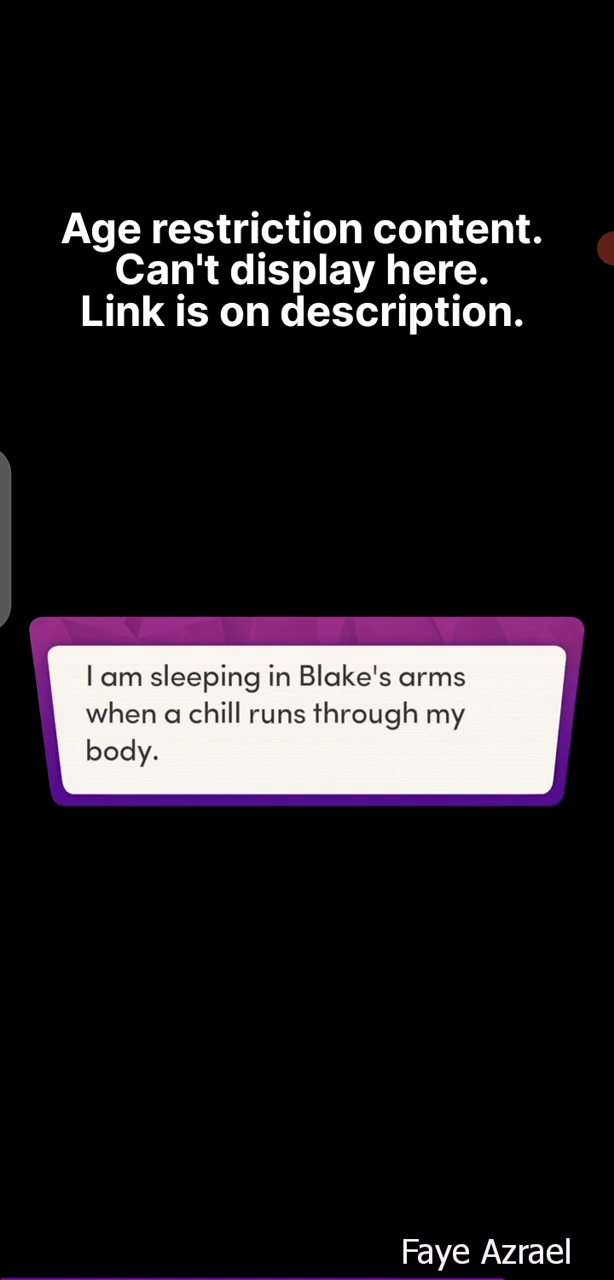 Age restriction content.
Can't display here.
Link is on description.
I am sleeping in Blake's arms
when a chill runs through my
body.
Faye Azrael